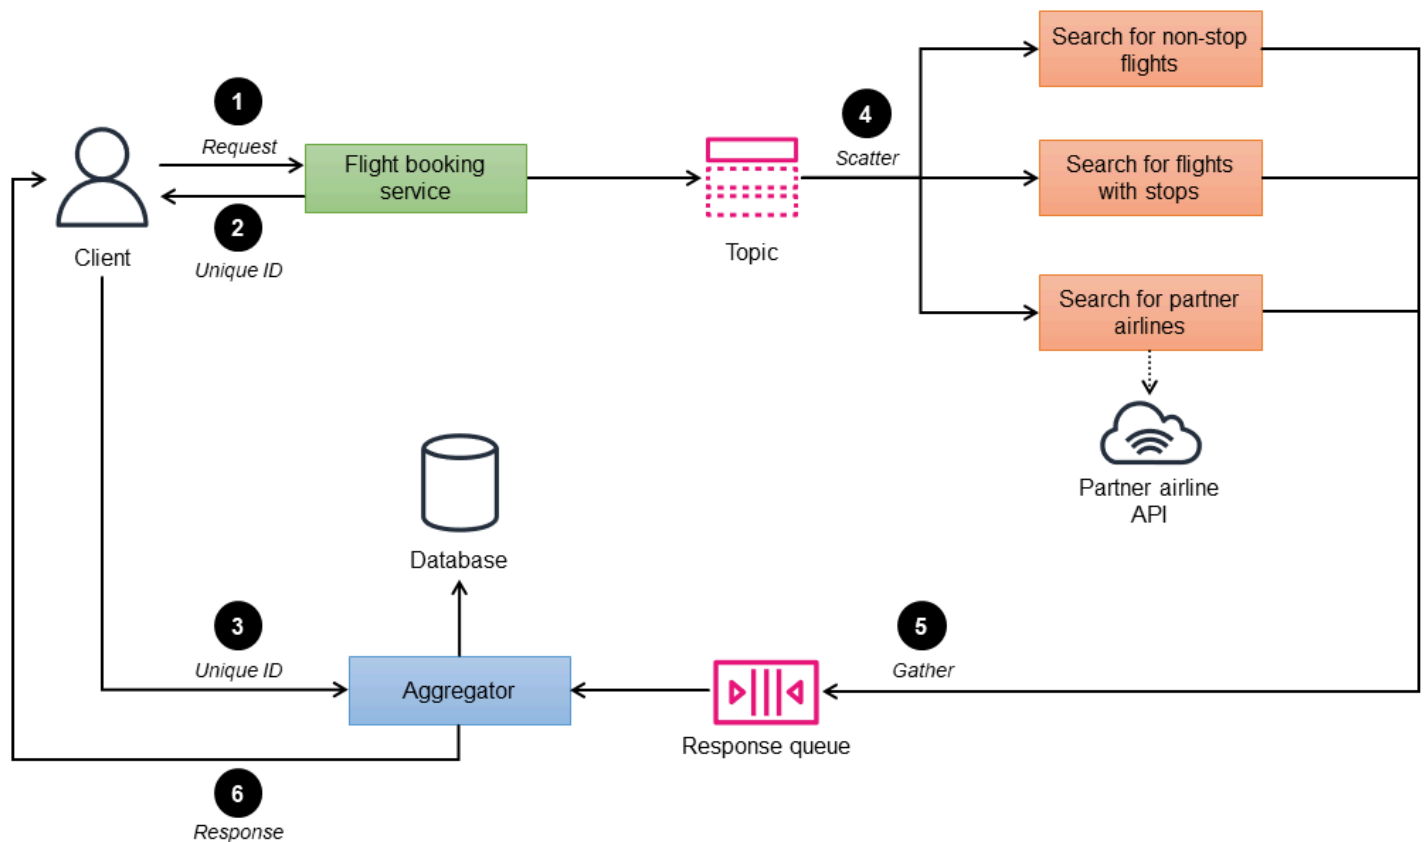 1
Request
Flight booking
service
2
Unique ID
Client
Topic
4
Scatter
Search for non-stop
flights
Search for flights
with stops
Search for partner
airlines
Partner airline
API
Database
3
Unique ID
Aggregator
5
Gather
Response queue
6
Response